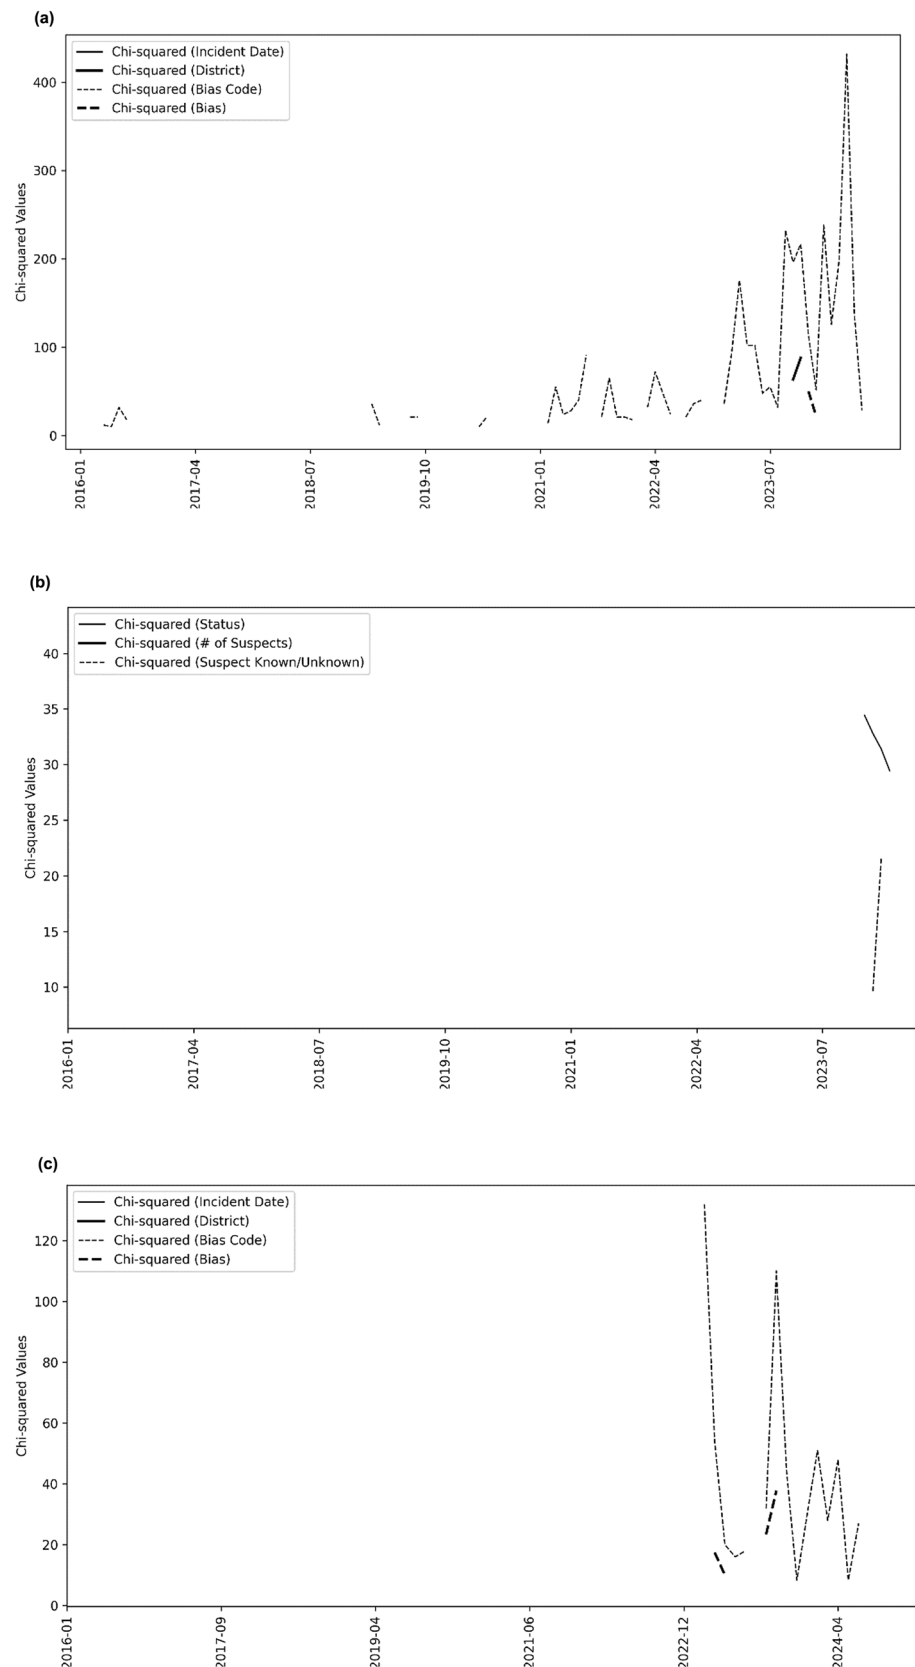 (a)
Chi-squared (Incident Date)
Chi-squared (District)
Chi-squared (Bias Code)
Chi-squared (Bias)
400
300
200
100
0
Chi-squared Values
2016-01
2017-04
2018-07
2019-10
2021-01
2022-04
2023-07
(b)
Chi-squared (Status)
Chi-squared (# of Suspects)
Chi-squared (Suspect Known/Unknown)
40
35
30
25
20
15
10
Chi-squared Values
2016-01
2017-04
2018-07
2019-10
2021-01
2022-04
2023-07
(c)
Chi-squared (Incident Date)
Chi-squared (District)
Chi-squared (Bias Code)
Chi-squared (Bias)
120
100
80
60
40
20
0
Chi-squared Values
2016-01
2017-09
2019-04
2021-06
2022-12
2024-04